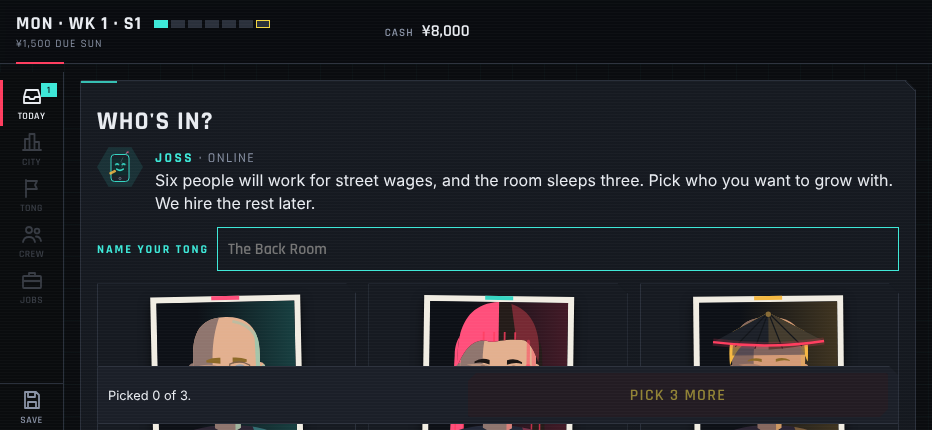 MON · WK 1 · S1
¥1,500 DUE SUN
CASH ¥8,000
1
TODAY
CITY
TONG
CREW
JOBS
SAVE
WHO'S IN?
JOSS · ONLINE
Six people will work for street wages, and the room sleeps three. Pick who you want to grow with.
We hire the rest later.
NAME YOUR TONG
The Back Room
Picked 0 of 3.
PICK 3 MORE